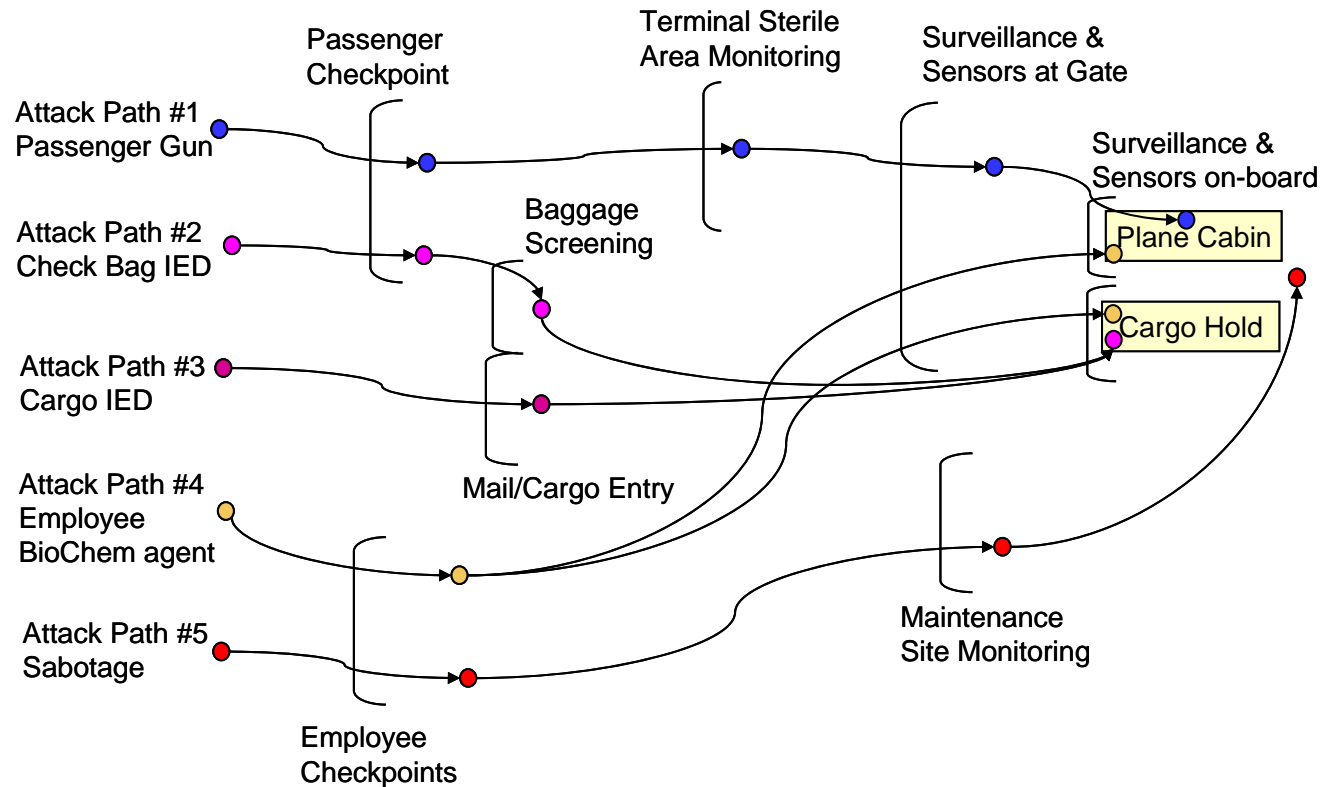 Passenger
Checkpoint
Terminal Sterile
Area Monitoring
Surveillance &
Sensors at Gate
Attack Path #1
Passenger Gun
Surveillance &
Sensors on-board
Plane Cabin
Attack Path #2
Check Bag IED
Baggage
Screening
Cargo Hold
Attack Path #3
Cargo IED
Mail/Cargo Entry
Attack Path #4
Employee
BioChem agent
Attack Path #5
Sabotage
Maintenance
Site Monitoring
Employee
Checkpoints